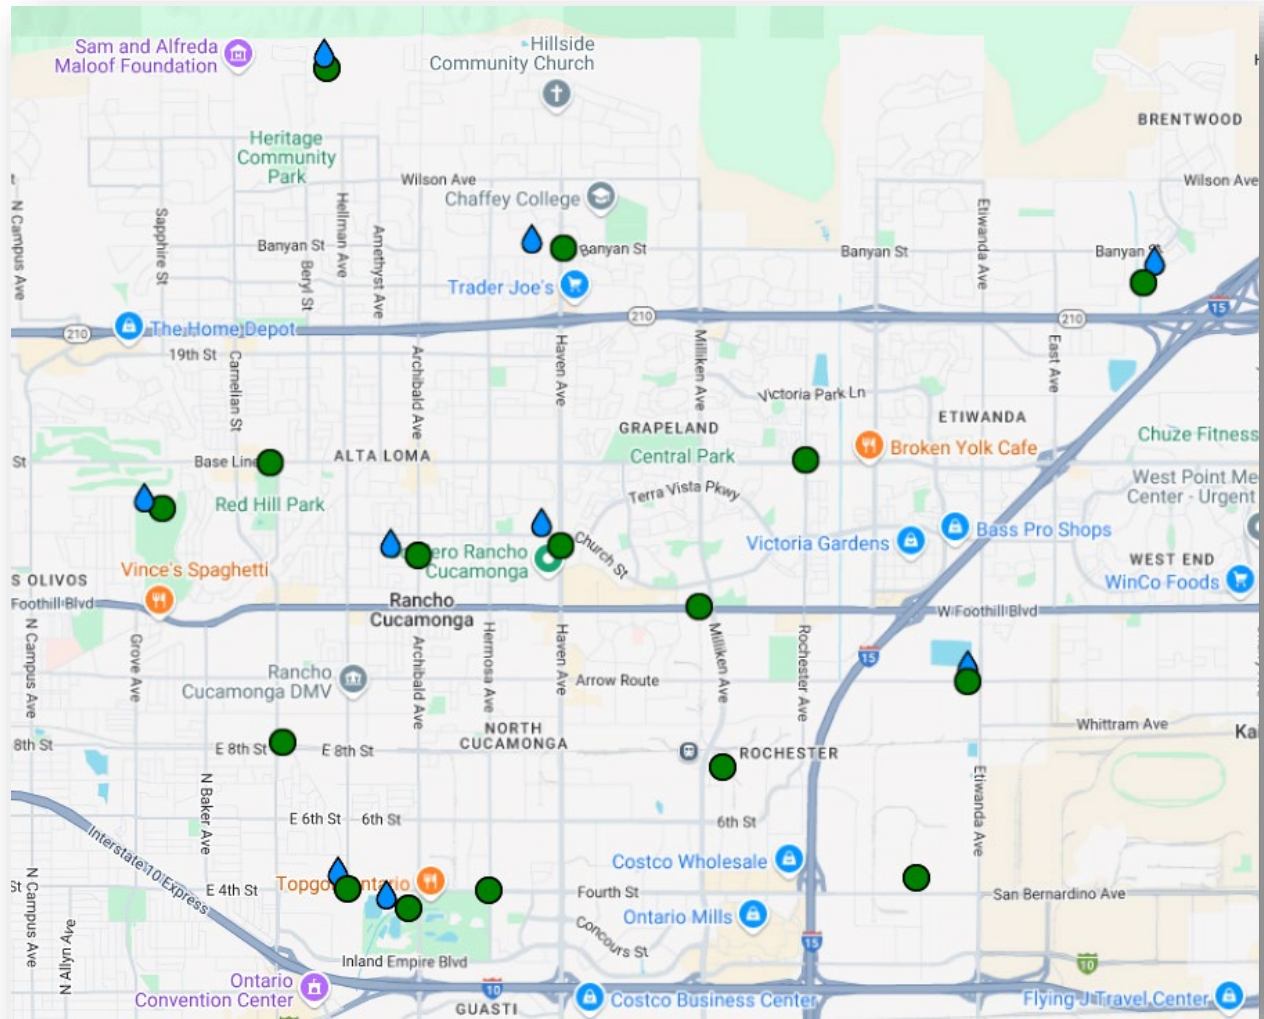 Sam and Alfreda
Maloof Foundation
Hillside
Community Church
BRENTWOOD
Heritage
Community
Park
Wilson Ave
Wilson Ave
Chaffey College
N Campus Ave
Sapphire St
Hellman Ave
Amethyst Ave
Etiwanda Ave
Banyan St
Beryl St
Banyan St
Banyan St
Banyan
Trader Joe's
15
210
The Home Depot
210
210
19th St
Carnelian St
Archibald Ave
Haven Ave
Milliken Ave
East Ave
Victoria Park Ln
ETIWANDA
GRAPELAND
Central Park
Broken Yolk Cafe
Chuze Fitness
St
Base Line
ALTA LOMA
Terra Vista Pkwy
West Point Me
Center - Urgent
Red Hill Park
Church St
Victoria Gardens
Bass Pro Shops
ero Rancho
Cucamonga
WEST END
WinCo Foods
Vince's Spaghetti
S OLIVOS
Foothill Blvd
Rancho
Cucamonga
W Foothill Blvd
N Campus Ave
Grove Ave
Archibald Ave
Hermosa Ave
Haven Ave
Milliken Ave
Rochester Ave
15
Rancho
Cucamonga DMV
Arrow Route
Whittram Ave
Kai
NORTH
CUCAMONGA
8th St
E 8th St
E 8th St
ROCHESTER
N Baker Ave
Etiwanda Ave
E 6th St
6th St
6th St
Interstate 10 Express
Costco Wholesale
Topgo
ntario
St
N Campus Ave
E 4th St
Fourth St
San Bernardino Ave
Ontario Mills
N Allyn Ave
Concours St
15
Inland Empire Blvd
10
Ontario
Convention Center
10
GUASTI
Costco Business Center
Flying J Travel Center